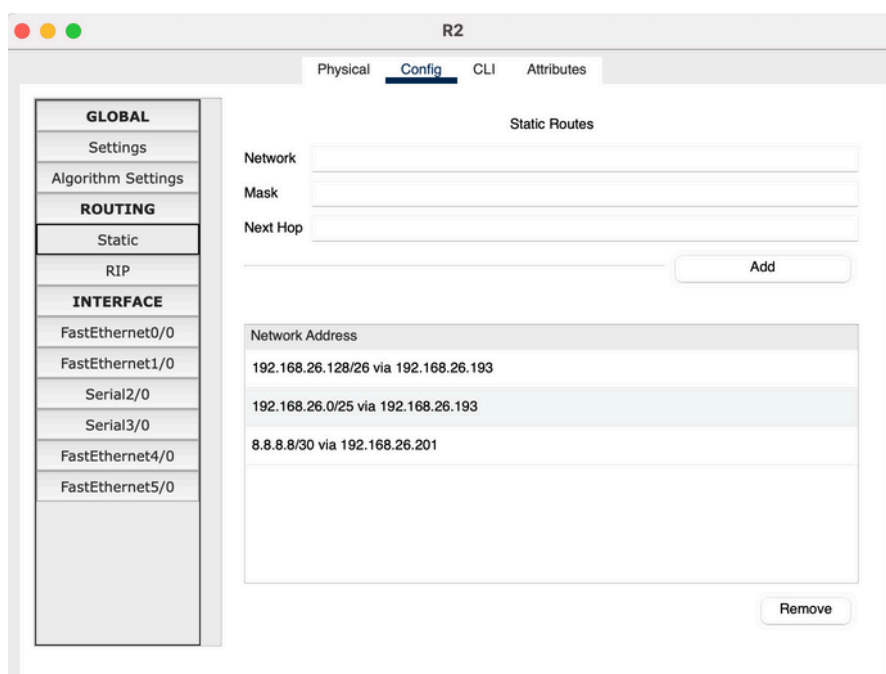 R2
Physical Config CLI Attributes
GLOBAL
Settings
Algorithm Settings
ROUTING
Static
RIP
INTERFACE
FastEthernet0/0
FastEthernet1/0
Serial2/0
Serial3/0
FastEthernet4/0
FastEthernet5/0
Static Routes
Network
Mask
Next Hop
Add
Network Address
192.168.26.128/26 via 192.168.26.193
192.168.26.0/25 via 192.168.26.193
8.8.8.8/30 via 192.168.26.201
Remove